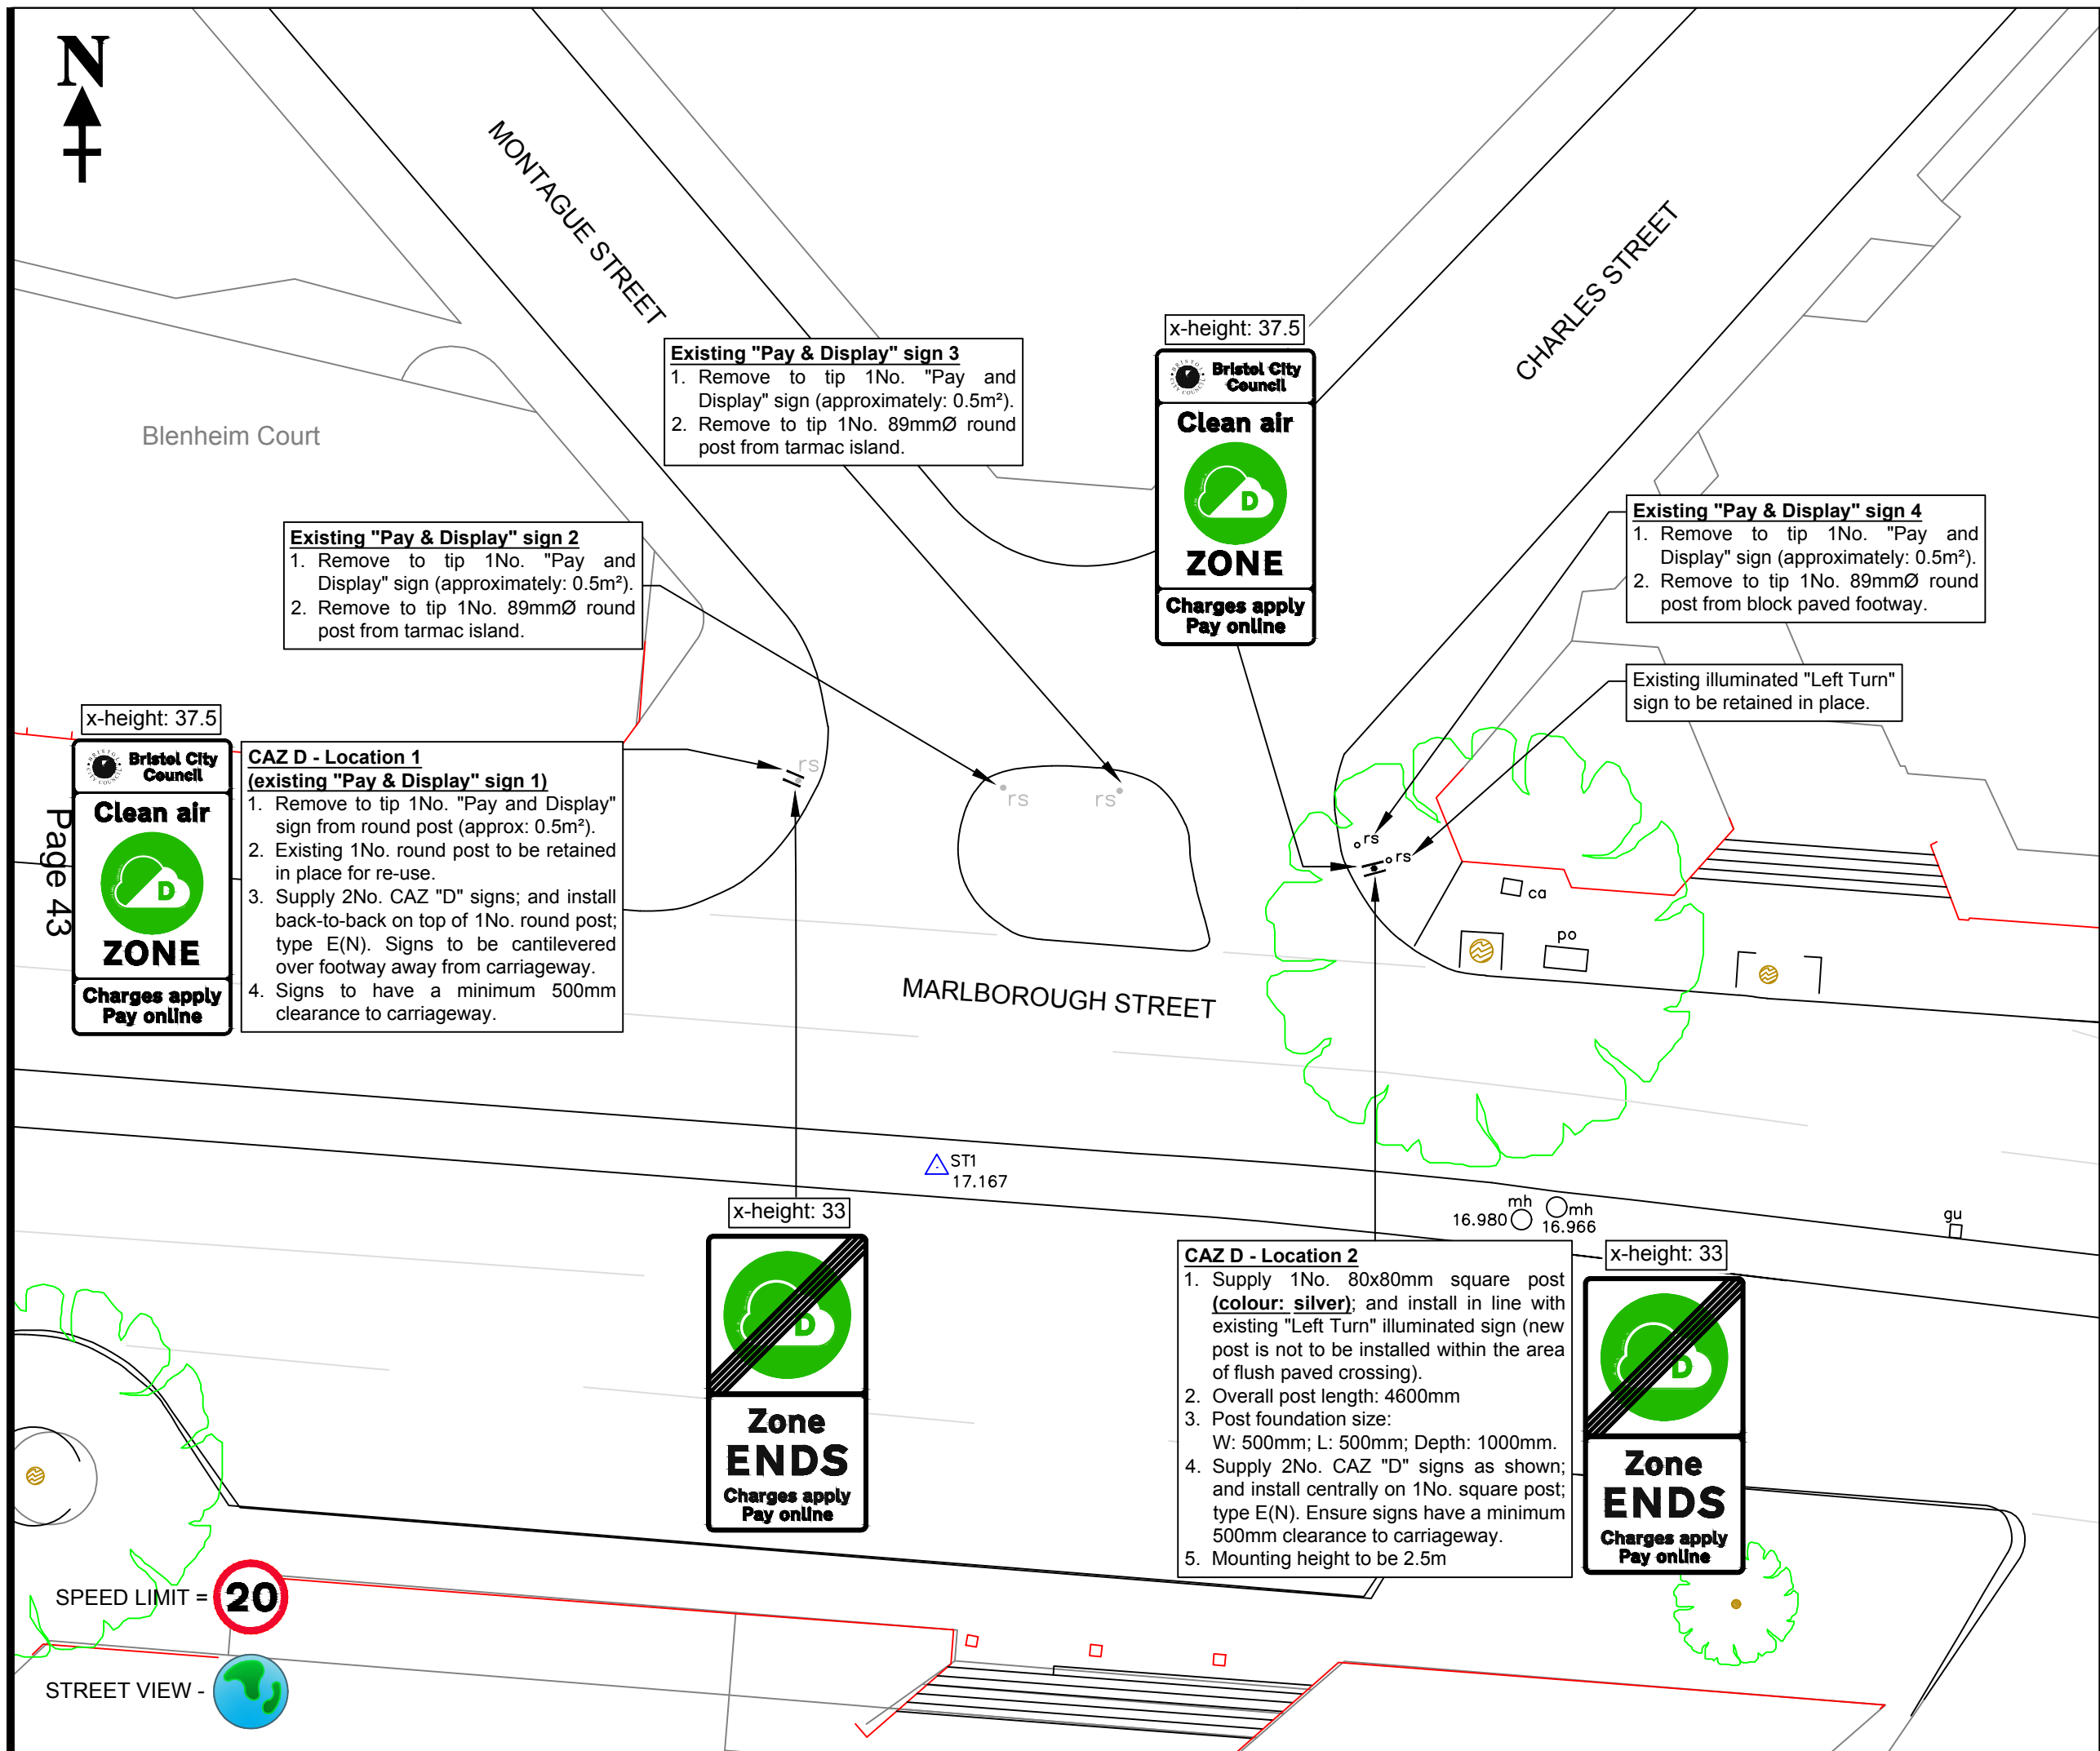 N
MONTAGUE STREET
CHARLES STREET
Blenheim Court
Existing "Pay & Display" sign 3
1. Remove to tip 1No. "Pay and
Display" sign (approximately: 0.5m²).
2. Remove to tip 1No. 89mmØ round
post from tarmac island.
x-height: 37.5
Bristol City
Council
Clean air
D
ZONE
Charges apply
Pay online
Existing "Pay & Display" sign 2
1. Remove to tip 1No. "Pay and
Display" sign (approximately: 0.5m²).
2. Remove to tip 1No. 89mmØ round
post from tarmac island.
Existing "Pay & Display" sign 4
1. Remove to tip 1No. "Pay and
Display" sign (approximately: 0.5m²).
2. Remove to tip 1No. 89mmØ round
post from block paved footway.
Existing illuminated "Left Turn"
sign to be retained in place.
x-height: 37.5
Bristol City
Council
Clean air
D
ZONE
Charges apply
Pay online
Page 43
CAZ D - Location 1
(existing "Pay & Display" sign 1)
1. Remove to tip 1No. "Pay and Display"
sign from round post (approx: 0.5m²).
2. Existing 1No. round post to be retained
in place for re-use.
3. Supply 2No. CAZ "D" signs; and install
back-to-back on top of 1No. round post;
type E(N). Signs to be cantilevered
over footway away from carriageway.
4. Signs to have a minimum 500mm
clearance to carriageway.
rs
rs
rs
rs
rs
ca
po
MARLBOROUGH STREET
ST1
17.167
mh
16.980
mh
16.966
gu
x-height: 33
D
Zone
ENDS
Charges apply
Pay online
CAZ D - Location 2
1. Supply 1No. 80x80mm square post
(colour: silver); and install in line with
existing "Left Turn" illuminated sign (new
post is not to be installed within the area
of flush paved crossing).
2. Overall post length: 4600mm
3. Post foundation size:
W: 500mm; L: 500mm; Depth: 1000mm.
4. Supply 2No. CAZ "D" signs as shown;
and install centrally on 1No. square post;
type E(N). Ensure signs have a minimum
500mm clearance to carriageway.
5. Mounting height to be 2.5m
x-height: 33
D
Zone
ENDS
Charges apply
Pay online
SPEED LIMIT = 20
STREET VIEW -